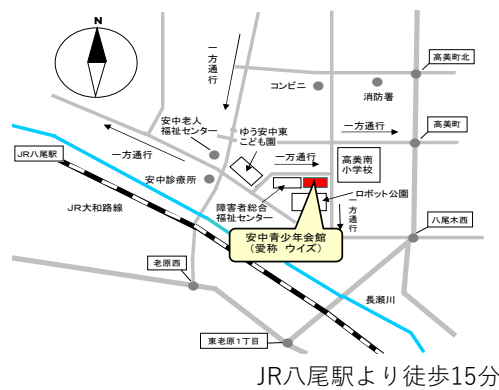 N
一方通行
高美町北
コンビニ
消防署
安中老人
福祉センター
ゆう安中東
こども園
一方通行
高美町
JR八尾駅
一方通行
一方通行
高美南
小学校
安中診療所
障害者総合
福祉センター
ロボット公園
JR大和路線
一方通行
八尾木西
安中青少年会館
(愛称 ウイズ)
老原西
長瀬川
東老原1丁目
JR八尾駅より徒歩15分